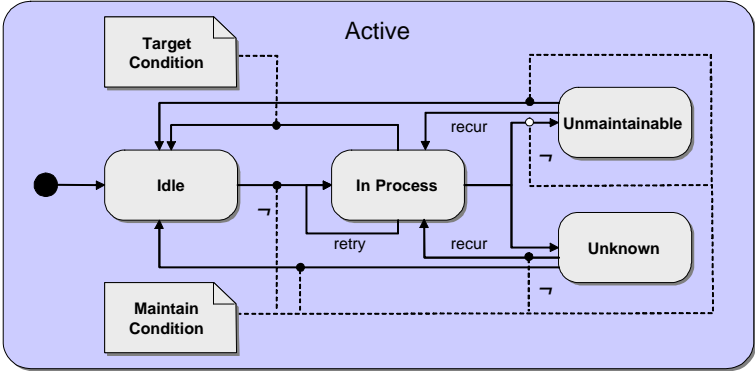 Active
Target
Condition
Unmaintainable
recur
¬
Idle
In Process
¬
retry
recur
Unknown
¬
Maintain
Condition